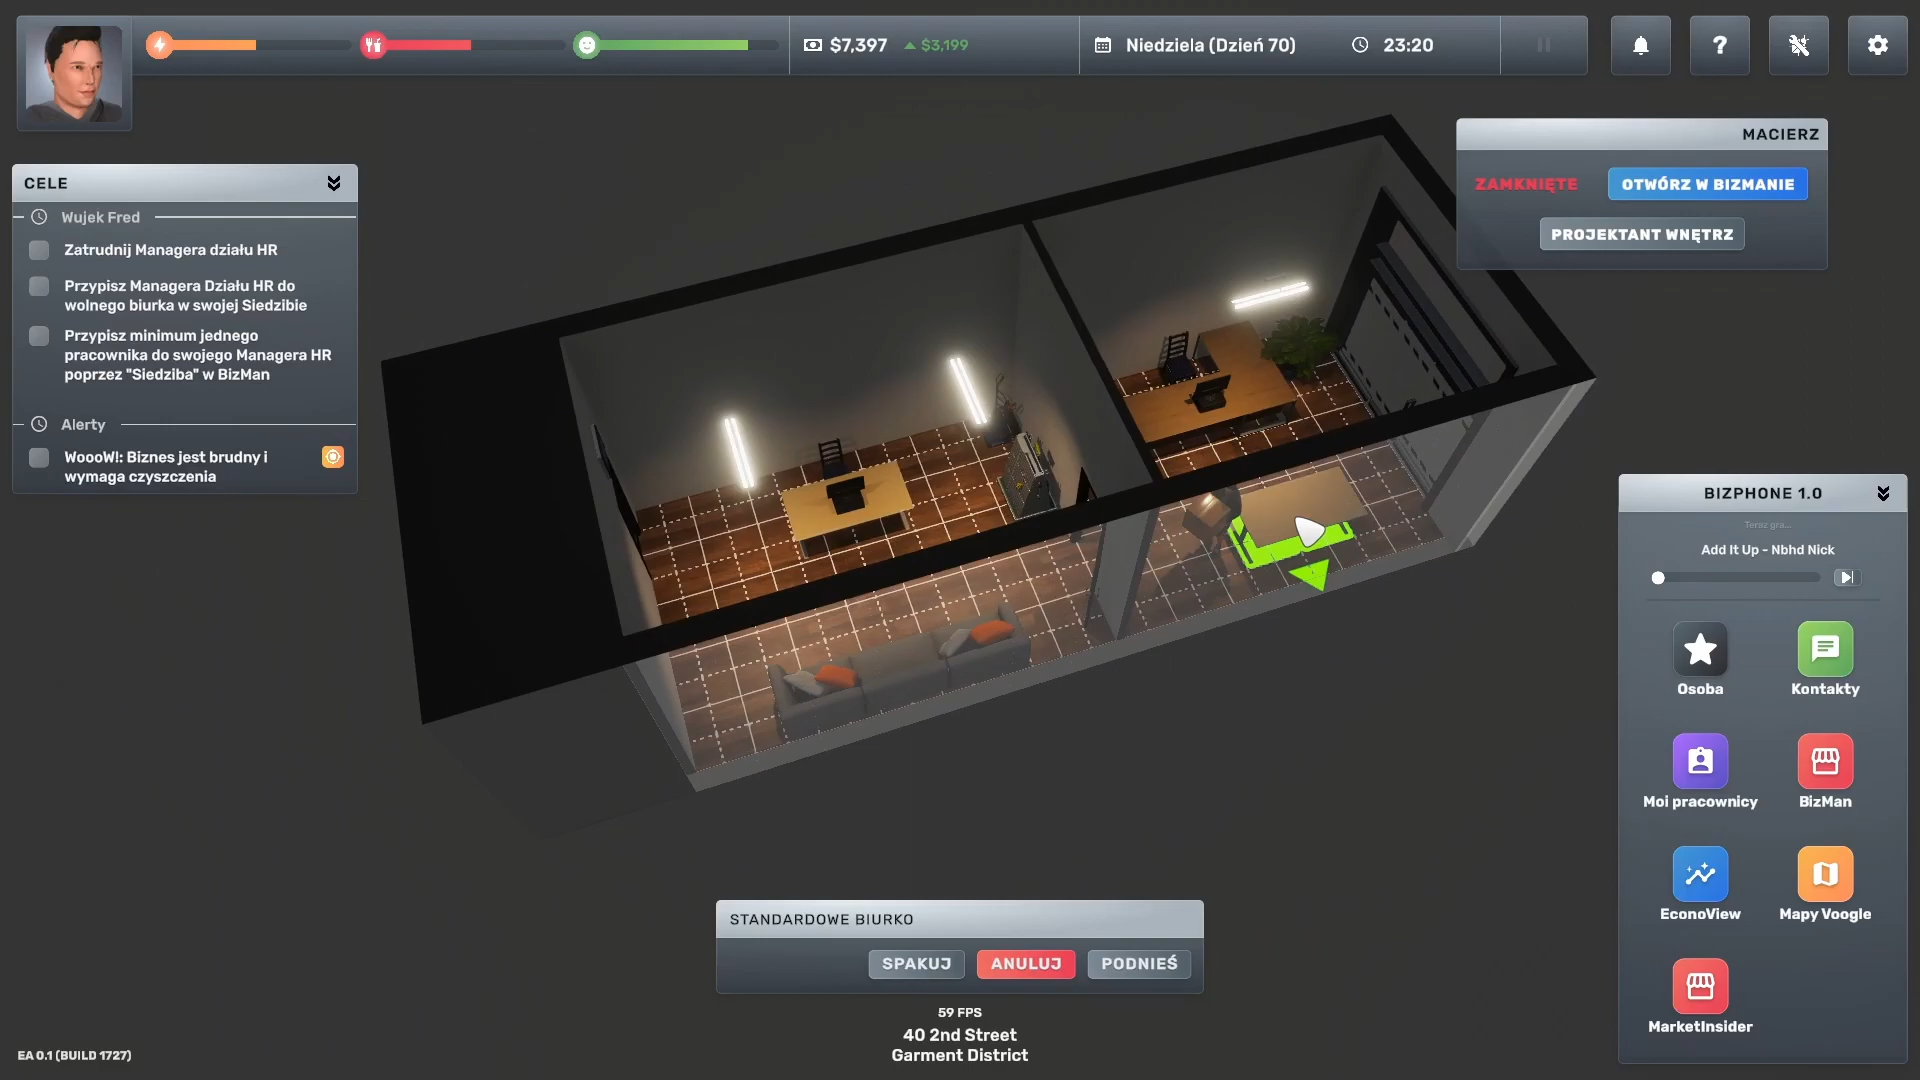 $7,397
$3,199
Niedziela (Dzień 70)
23:20
?
MACIERZ
ZAMKNIĘTE
OTWÓRZ W BIZMANIE
PROJEKTANT WNĘTRZ
CELE
Wujek Fred
Zatrudnij Managera działu HR
Przypisz Managera Działu HR do
wolnego biurka w swojej Siedzibie
Przypisz minimum jednego
pracownika do swojego Managera HR
poprzez "Siedziba" w BizMan
Alerty
WoooW!: Biznes jest brudny i
wymaga czyszczenia
BIZPHONE 1.0
Teraz gra...
Add It Up - Nbhd Nick
Osoba
Kontakty
Moi pracownicy
BizMan
EconoView
Mapy Voogle
MarketInsider
STANDARDOWE BIURKO
SPAKUJ
ANULUJ
PODNIEŚ
59 FPS
40 2nd Street
Garment District
EA 0.1 (BUILD 1727)